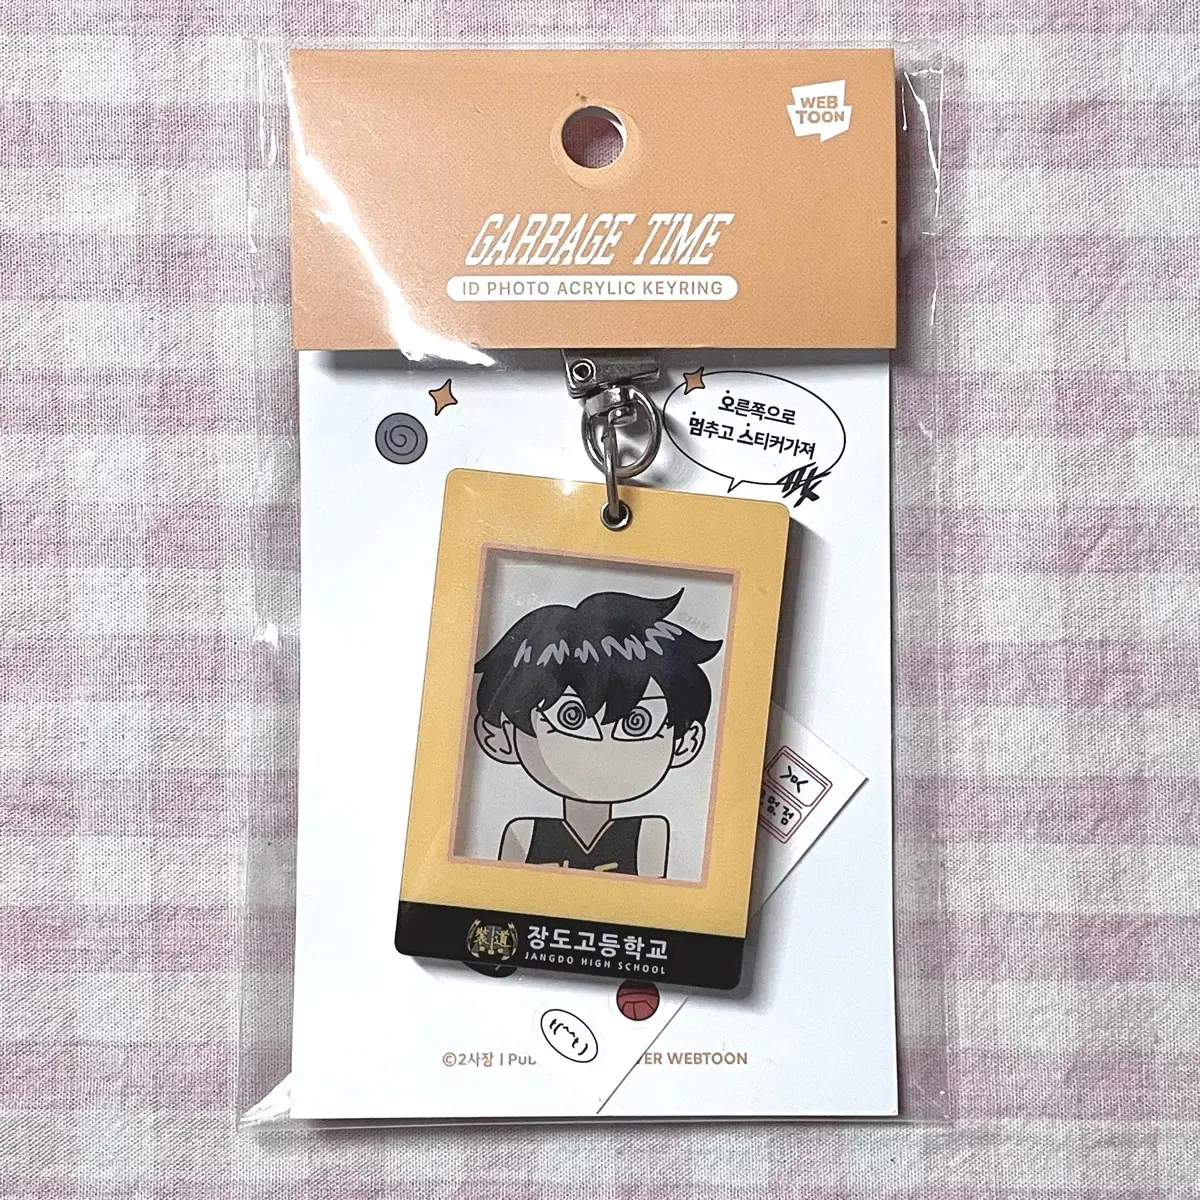 WEB
TOON
GARBAGE TIME
ID PHOTO ACRYLIC KEYRING
오른쪽으로
멈추고 스티커가져
장도고등학교
JANGDO HIGH SCHOOL
©2사장 I Pub
ER WEBTOON